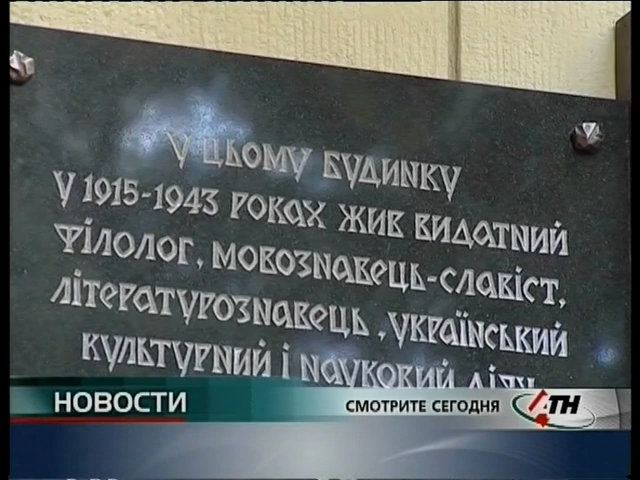 У ЦЬОМУ БУДИНКУ
У 1915-1943 РОКАХ ЖИВ ВИДАТНИЙ
ФІЛОЛОГ, МОВОЗНАВЕЦЬ-СЛАВІСТ,
ЛІТЕРАТУРОЗНАВЕЦЬ, УКРАЇНСЬКИЙ
КУЛЬТУРНИЙ І НАУКОВИЙ
НОВОСТИ
СМОТРИТЕ СЕГОДНЯ
АТН